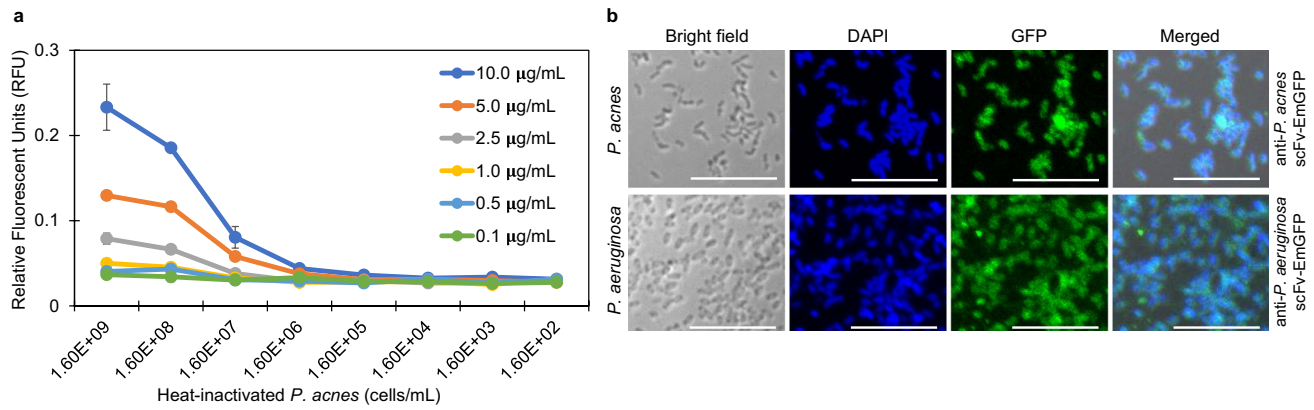 a
0.3
0.2
0.1
0
Relative Fluorescent Units (RFU)
10.0 µg/mL
5.0 µg/mL
2.5 µg/mL
1.0 µg/mL
0.5 µg/mL
0.1 µg/mL
1.60E+09
1.60E+08
1.60E+07
1.60E+06
1.60E+05
1.60E+04
1.60E+03
1.60E+02
Heat-inactivated P. acnes (cells/mL)
b
Bright field
DAPI
GFP
Merged
P. acnes
anti-P. acnes
scFv-EmGFP
P. aeruginosa
anti-P. aeruginosa
scFv-EmGFP